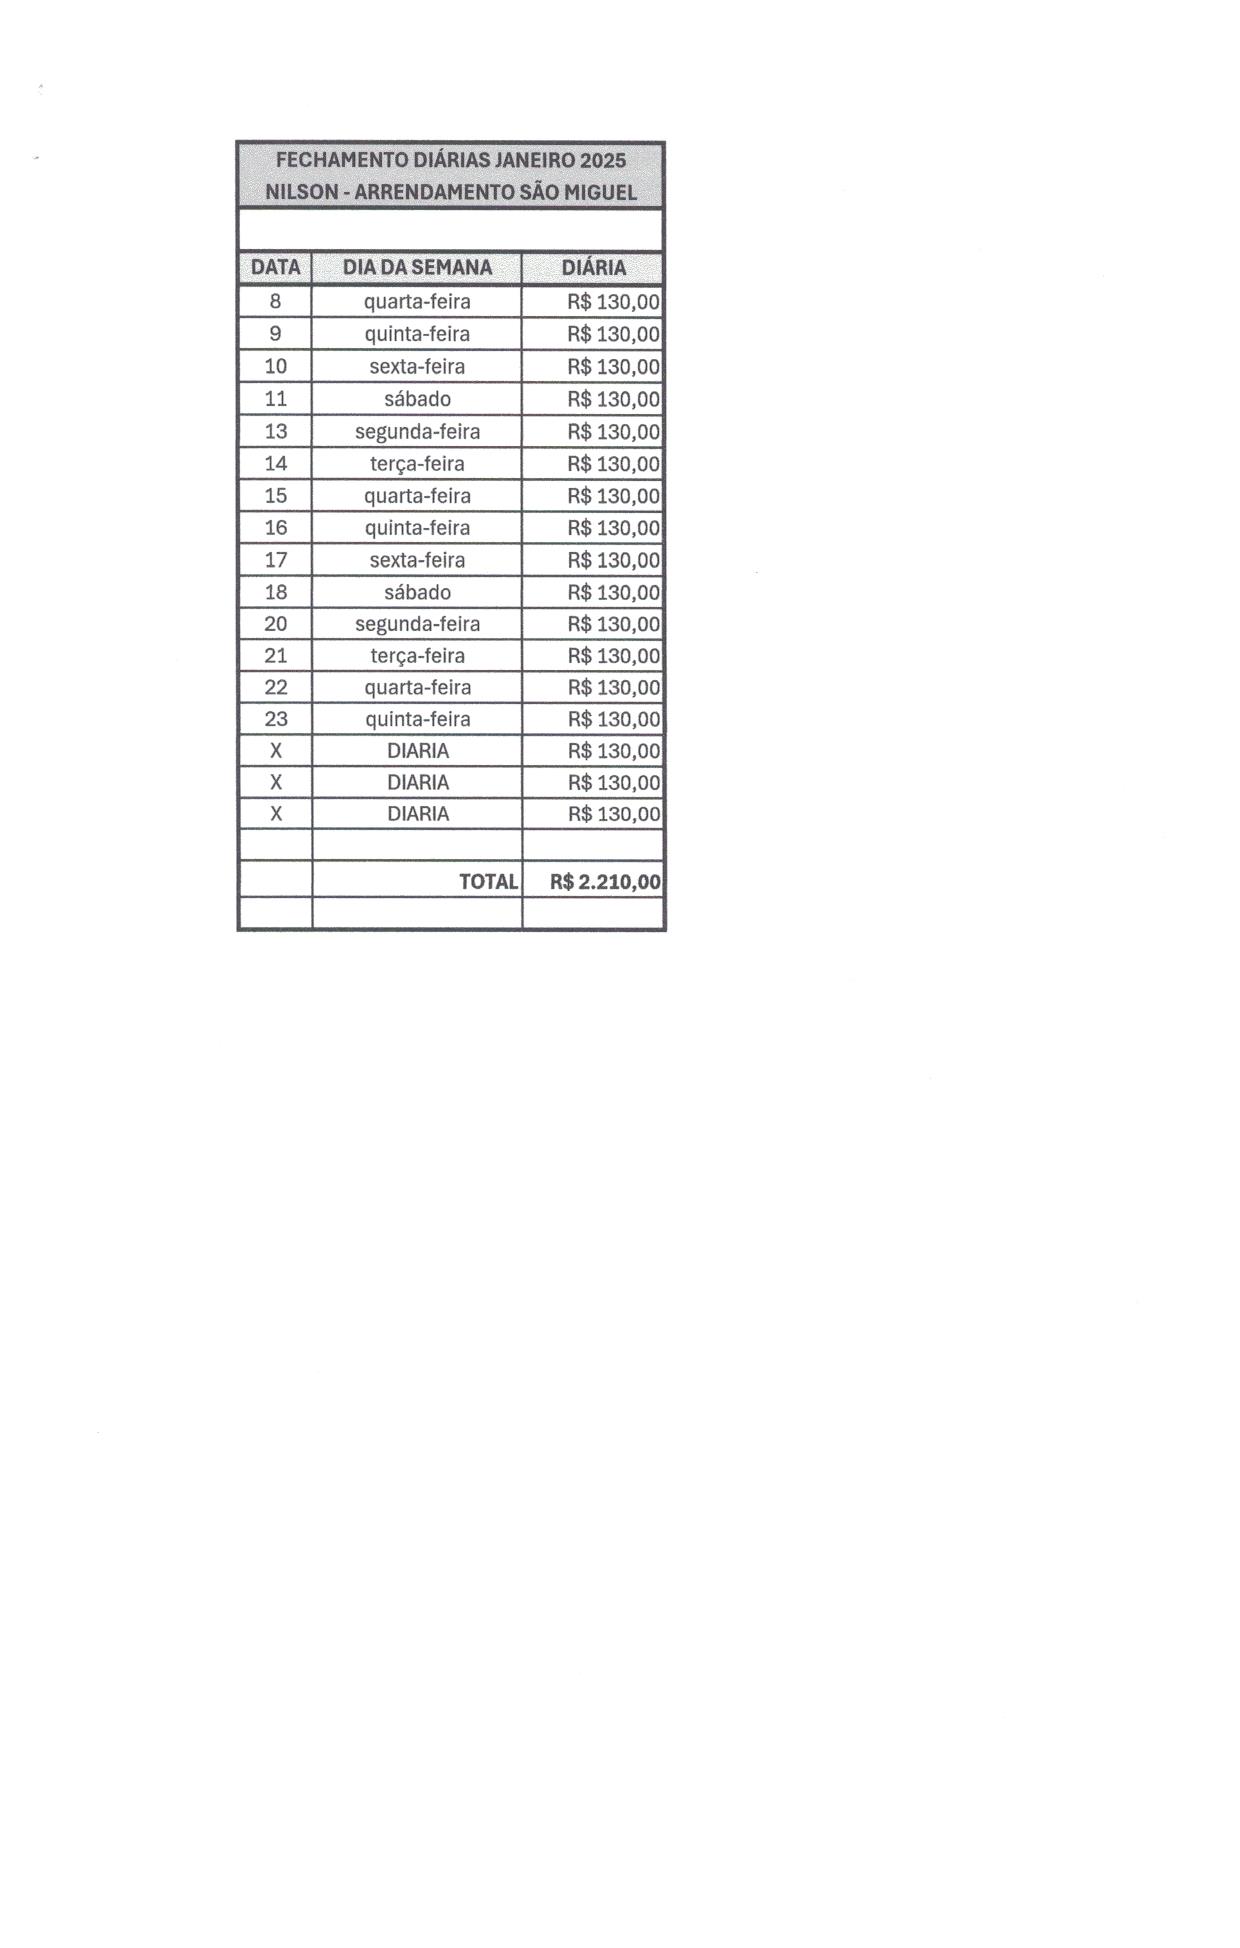 FECHAMENTO DIÁRIAS JANEIRO 2025
NILSON - ARRENDAMENTO SÃO MIGUEL
DATA DIA DA SEMANA DIÁRIA
8 quarta-feira R$ 130,00
9 quinta-feira R$ 130,00
10 sexta-feira R$ 130,00
11 sábado R$ 130,00
13 segunda-feira R$ 130,00
14 terça-feira R$ 130,00
15 quarta-feira R$ 130,00
16 quinta-feira R$ 130,00
17 sexta-feira R$ 130,00
18 sábado R$ 130,00
20 segunda-feira R$ 130,00
21 terça-feira R$ 130,00
22 quarta-feira R$ 130,00
23 quinta-feira R$ 130,00
X DIARIA R$ 130,00
X DIARIA R$ 130,00
X DIARIA R$ 130,00
TOTAL R$ 2.210,00